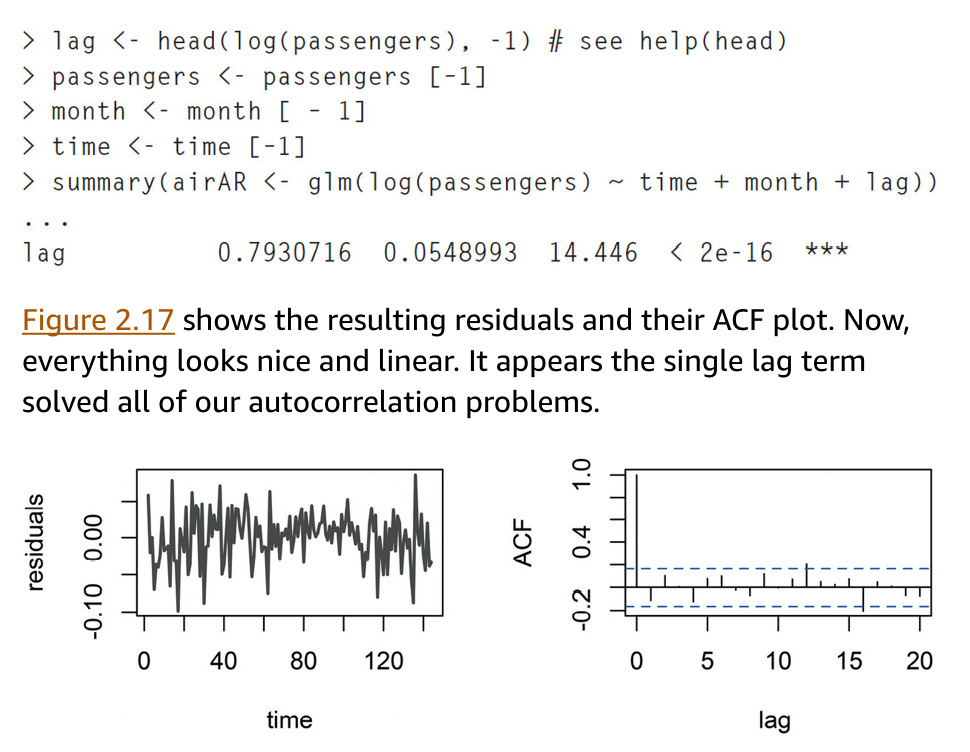 > lag <- head(log(passengers), -1) # see help(head)
> passengers <- passengers [-1]
> month <- month [ - 1]
> time <- time [-1]
> summary(airAR <- glm(log(passengers) ~ time + month + lag))
...
lag 0.7930716 0.0548993 14.446 < 2e-16 ***
Figure 2.17 shows the resulting residuals and their ACF plot. Now,
everything looks nice and linear. It appears the single lag term
solved all of our autocorrelation problems.
residuals
-0.10 0.00
0 40 80 120
time
ACF
-0.2 0.4 1.0
0 5 10 15 20
lag